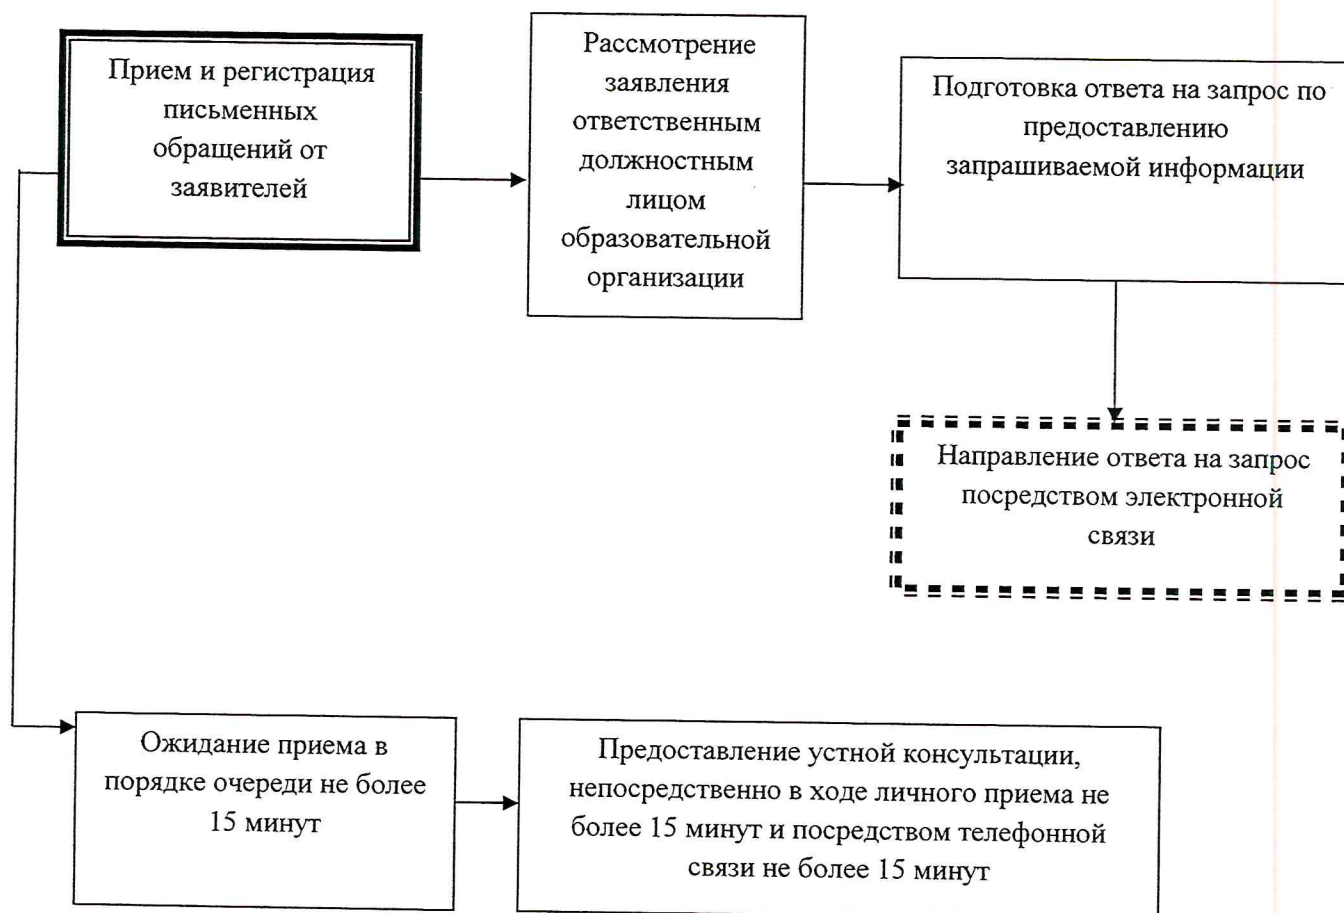 Прием и регистрация
письменных
обращений от
заявителей
Рассмотрение
заявления
ответственным
должностным
лицом
образовательной
организации
Подготовка ответа на запрос по
предоставлению
запрашиваемой информации
Направление ответа на запрос
посредством электронной
связи
Ожидание приема в
порядке очереди не более
15 минут
Предоставление устной консультации,
непосредственно в ходе личного приема не
более 15 минут и посредством телефонной
связи не более 15 минут